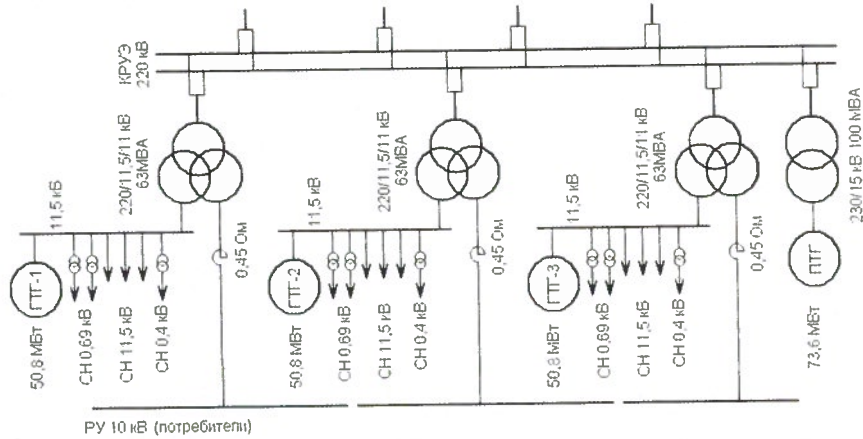 КРУЭ
220 кВ
220/11,5/11 кВ
63МВА
11,5 кВ
0,45 Ом
ГТГ-1
50,8 МВт
СН 0,69 кВ
СН 11,5 кВ
СН 0,4 кВ
220/11,5/11 кВ
63МВА
11,5 кВ
0,45 Ом
ГТГ-2
50,8 МВт
СН 0,69 кВ
СН 11,5 кВ
СН 0,4 кВ
220/11,5/11 кВ
63МВА
11,5 кВ
0,45 Ом
ГТГ-3
50,8 МВт
СН 0,69 кВ
СН 11,5 кВ
СН 0,4 кВ
230/15 кВ 100 МВА
ПТГ
73,6 МВт
РУ 10 кВ (потребители)